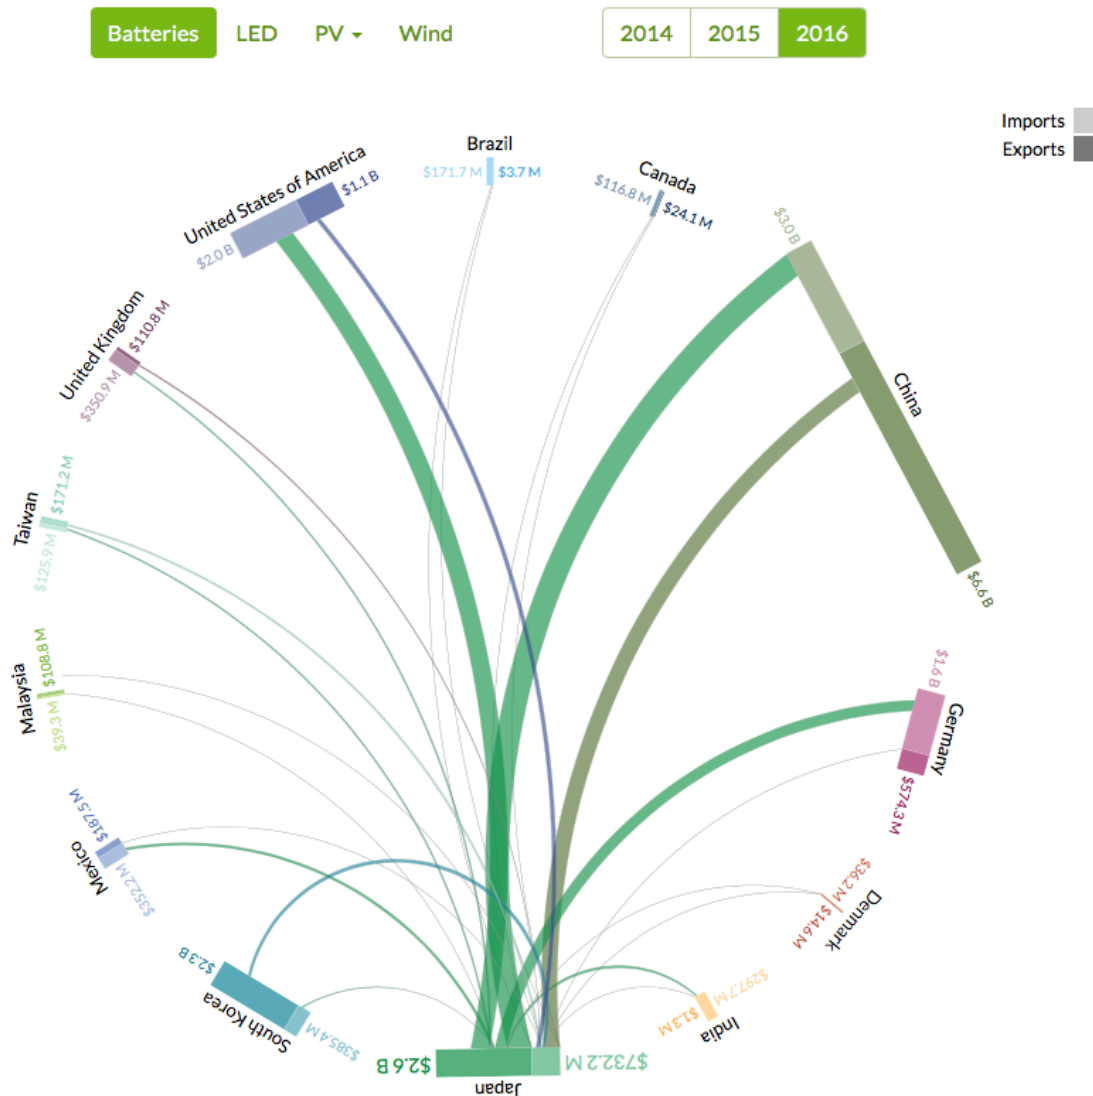 Batteries LED PV Wind 2014 2015 2016
Imports
Exports
Brazil
$171.7 M $3.7 M
Canada
$116.8 M $24.1 M
United States of America
$2.0 B $1.1 B
$3.0 B
China
$6.6 B
United Kingdom
$110.8 M
$350.9 M
Taiwan
$171.2 M
$125.9 M
Malaysia
$108.8 M
$39.3 M
$1.6 B
Germany
$574.3 M
Mexico
$187.5 M
$352.2 M
$36.2 M
Denmark
$14.6 M
South Korea
$2.3 B
$385.4 M
$297.7 M
India
$1.3 M
$2.6 B $732.2 M
Japan